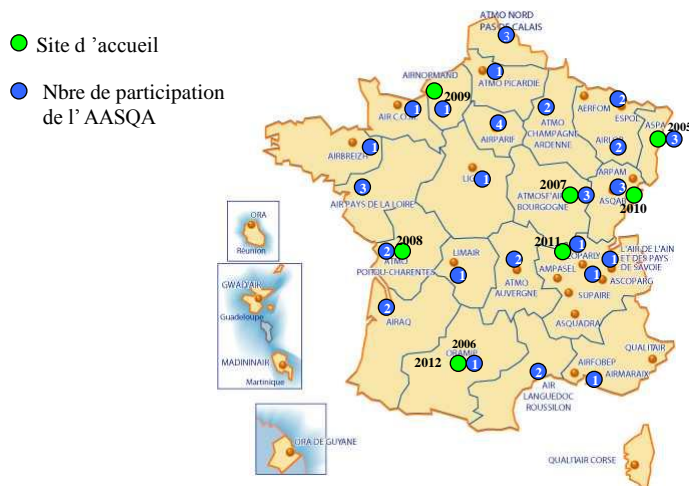 Site d ’accueil
Nbre de participation
de l’ AASQA
ATMO NORD
PAS DE CALAIS
3
AIRNORMAND
2009
1
ATMO PICARDIE
1
AIR C.O.M.
1
AERFOM
2
ESPOL
ASPA
2005
3
4
AIRPARIF
2
ATMO
CHAMPAGNE
ARDENNE
AIRLOR
2
AIRBREIZH
1
LIG
1
2007
3
ATMOSF'AIR
BOURGOGNE
ARPAM
3
ASQAB
2010
3
AIR PAYS DE LA LOIRE
ORA
Réunion
2008
2
ATMO
POITOU-CHARENTES
LIMAIR
1
2
ATMO
AUVERGNE
2011
1
COPARLY
1
1
L'AIR DE L'AIN
ET DES PAYS
DE SAVOIE
AMPASEL
ASCOPARG
SUPAIRE
ASQUADRA
GWAD'AIR
Guadeloupe
MADININAIR
Martinique
2
AIRAQ
2006
2012
ORAMIP
1
2
AIR
LANGUEDOC
ROUSSILON
AIRFOBEP
1
AIRMARAIX
QUALITAIR
ORA DE GUYANE
QUALITAIR CORSE